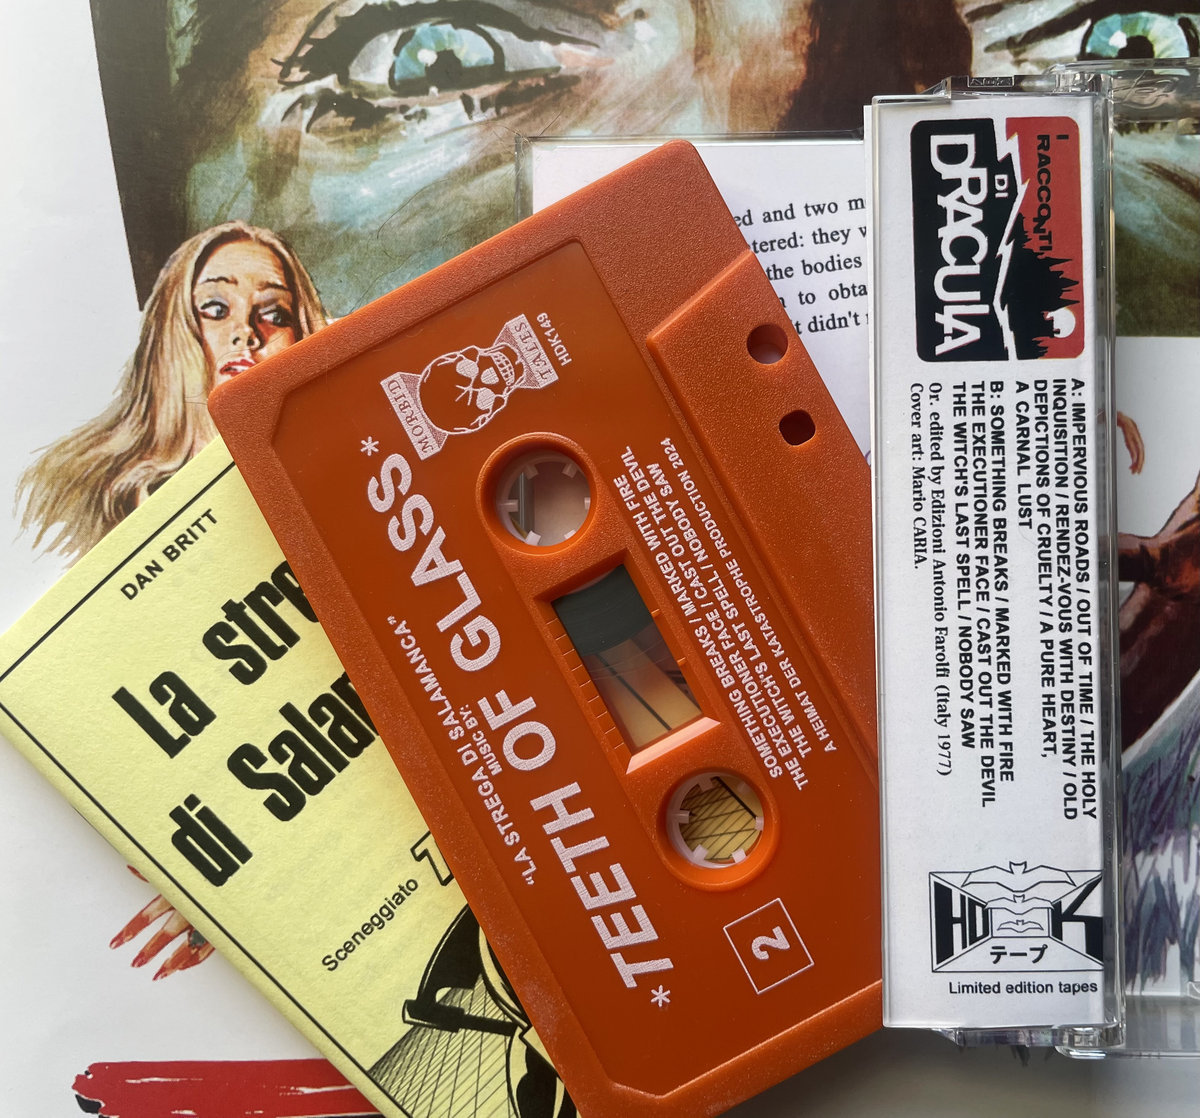 DAN BRITT
La stre
di Salam
Sceneggiato
ed and two m
tered: they w
the bodies
to obta
t didn't
MORBID
TALES
HDK149
*TEETH OF GLASS*
"LA STREGA DI SALAMANCA"
MUSIC BY:
SOMETHING BREAKS / MARKED WITH FIRE
THE EXECUTIONER FACE / CAST OUT THE DEVIL
THE WITCH'S LAST SPELL / NOBODY SAW
A HEIMAT DER KATASTROPHE PRODUCTION 2024
2
I RACCONTI
DI
DRACULA
A: IMPERVIOUS ROADS / OUT OF TIME / THE HOLY
INQUISITION / RENDEZ-VOUS WITH DESTINY / OLD
DEPICTIONS OF CRUELTY / A PURE HEART,
A CARNAL LUST
B: SOMETHING BREAKS / MARKED WITH FIRE
THE EXECUTIONER FACE / CAST OUT THE DEVIL
THE WITCH'S LAST SPELL / NOBODY SAW
Or. edited by Edizioni Antonio Farolfi (Italy 1977)
Cover art: Mario CARIA.
HDK
テープ
Limited edition tapes